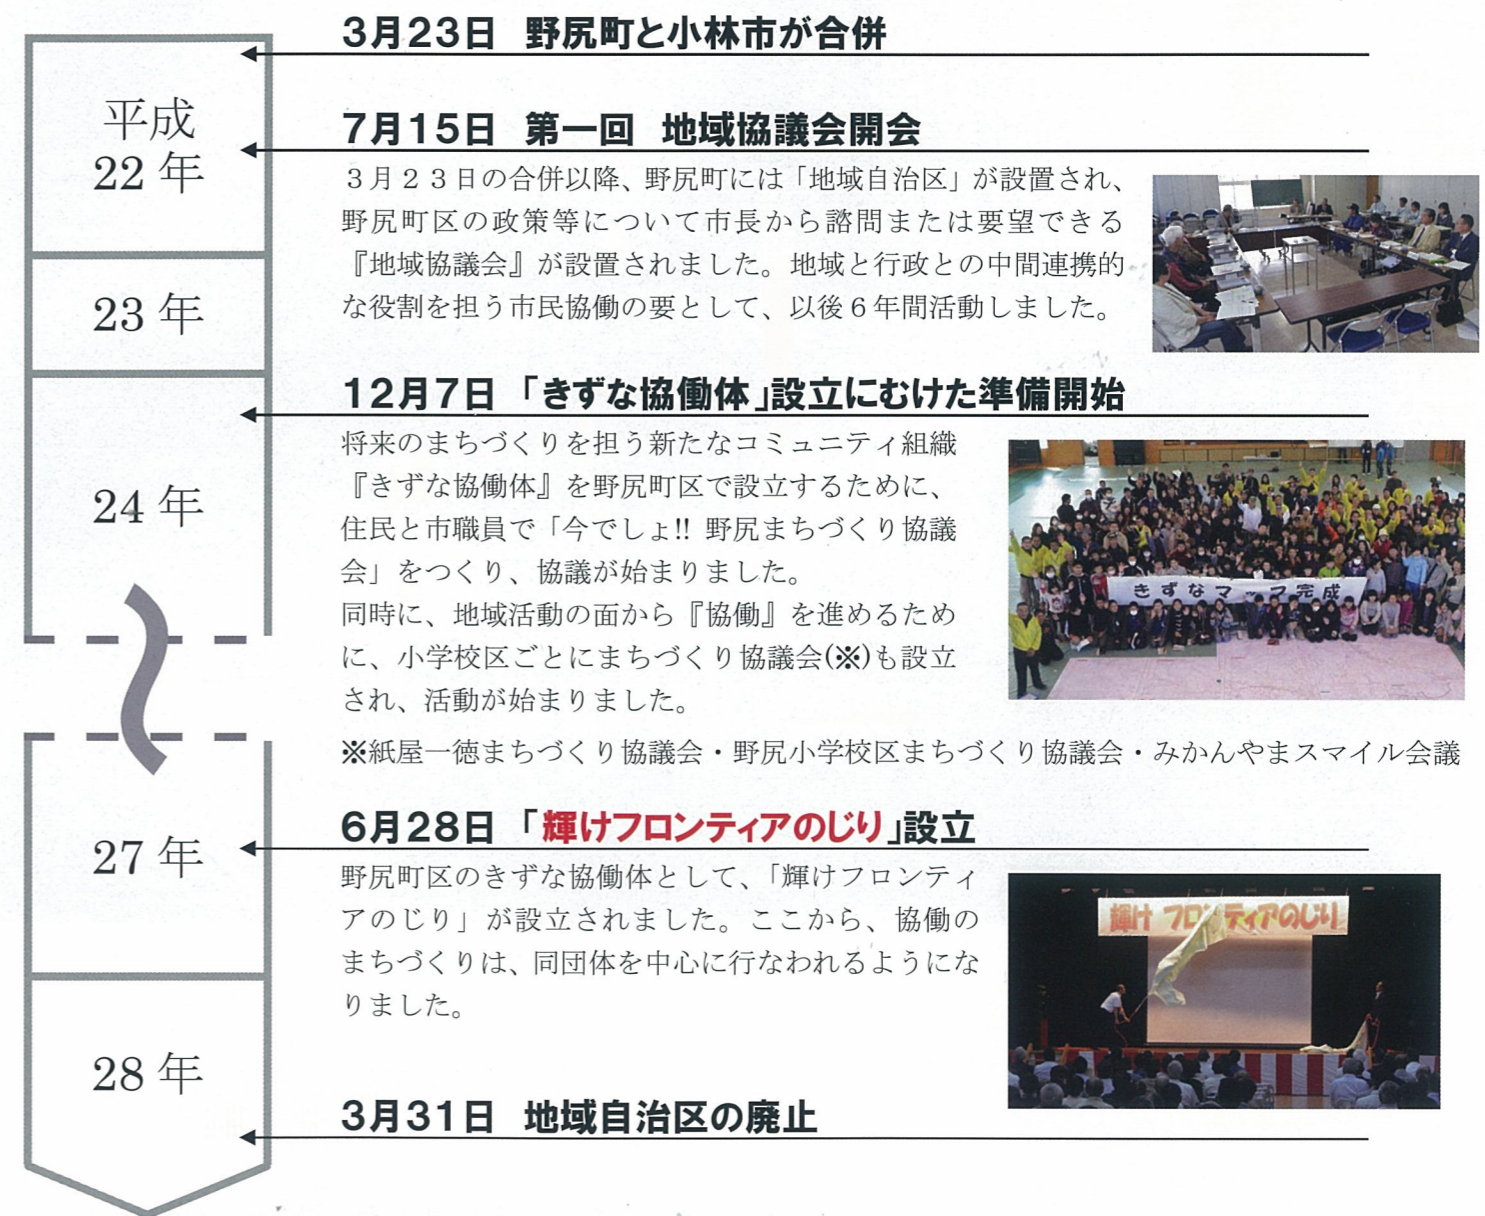 3月23日 野尻町と小林市が合併
平成
22年
7月15日 第一回 地域協議会開会
３月２３日の合併以降、野尻町には「地域自治区」が設置され、
野尻町区の政策等について市長から諮問または要望できる
『地域協議会』が設置されました。地域と行政との中間連携的
な役割を担う市民協働の要として、以後６年間活動しました。
23年
24年
12月7日 「きずな協働体」設立にむけた準備開始
将来のまちづくりを担う新たなコミュニティ組織
『きずな協働体』を野尻町区で設立するために、
住民と市職員で「今でしょ!! 野尻まちづくり協議
会」をつくり、協議が始まりました。
同時に、地域活動の面から『協働』を進めるため
に、小学校区ごとにまちづくり協議会(※)も設立
され、活動が始まりました。
きずなマップ完成
※紙屋一徳まちづくり協議会・野尻小学校区まちづくり協議会・みかんやまスマイル会議
27年
6月28日 「輝けフロンティアのじり」設立
野尻町区のきずな協働体として、「輝けフロンティ
アのじり」が設立されました。ここから、協働の
まちづくりは、同団体を中心に行なわれるようにな
りました。
輝け フロンティアのじり
28年
3月31日 地域自治区の廃止